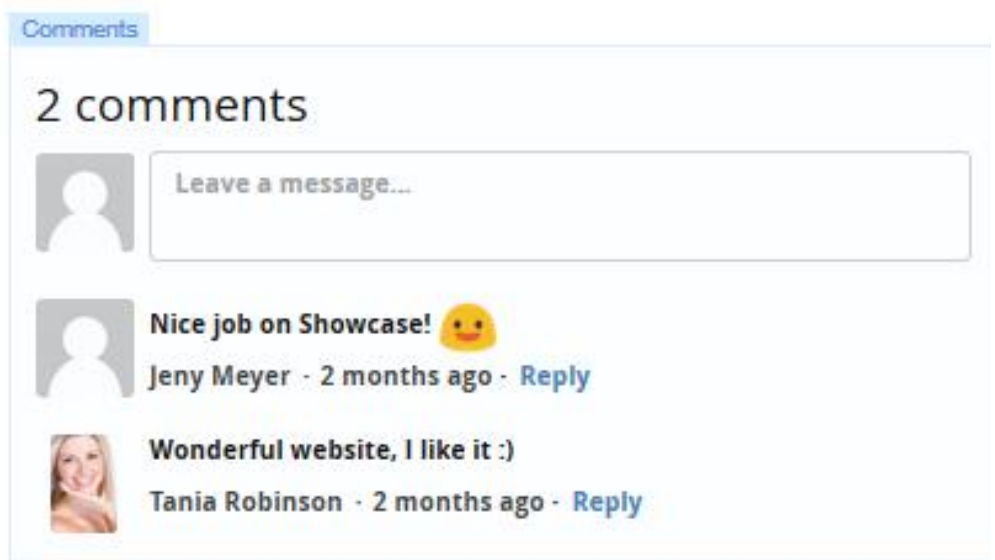 Comments
2 comments
Leave a message...
Nice job on Showcase!
Jeny Meyer · 2 months ago · Reply
Wonderful website, I like it :)
Tania Robinson · 2 months ago · Reply